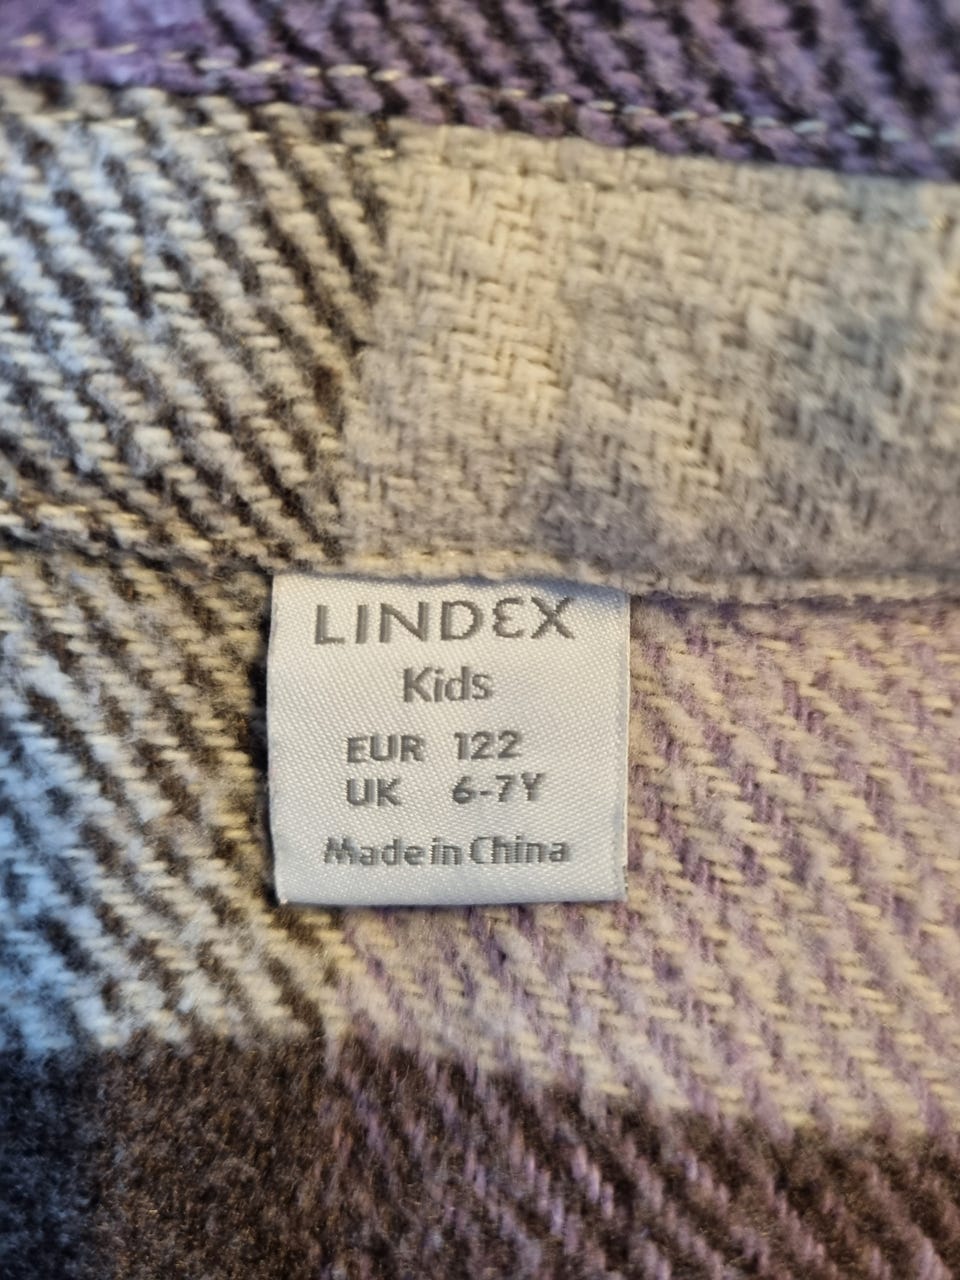 LINDEX
Kids
EUR 122
UK 6-7Y
Made in China